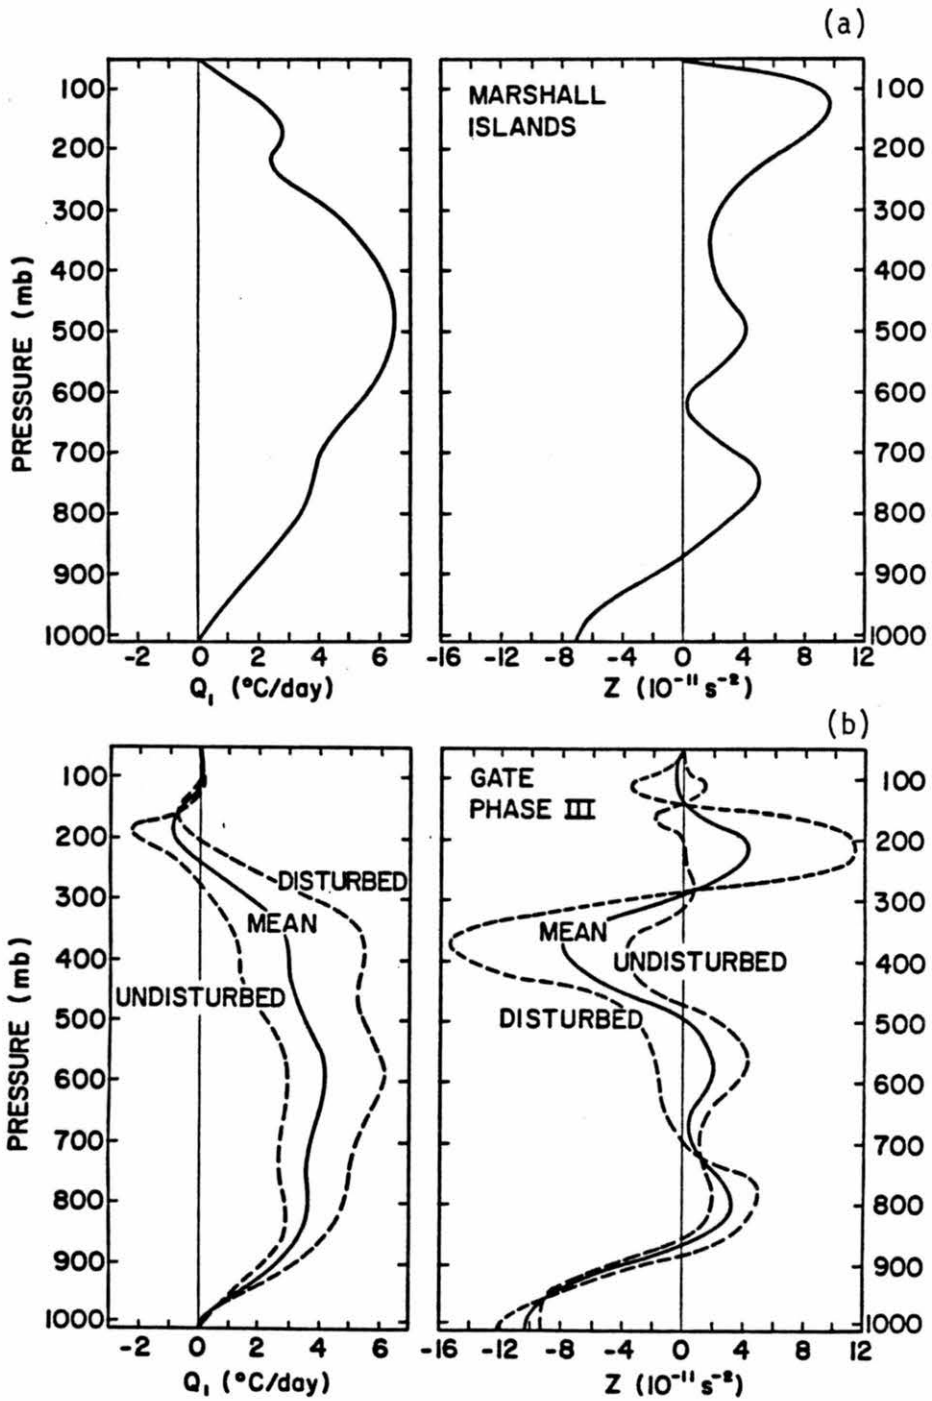 (a)
MARSHALL
ISLANDS
PRESSURE (mb)
100
200
300
400
500
600
700
800
900
1000
100
200
300
400
500
600
700
800
900
1000
-2 0 2 4 6
-16 -12 -8 -4 0 4 8 12
Q₁ (°C/day)
Z (10⁻¹¹ s⁻²)
(b)
GATE
PHASE III
PRESSURE (mb)
100
200
300
400
500
600
700
800
900
1000
DISTURBED
MEAN
UNDISTURBED
MEAN
UNDISTURBED
DISTURBED
100
200
300
400
500
600
700
800
900
1000
-2 0 2 4 6
-16 -12 -8 -4 0 4 8 12
Q₁ (°C/day)
Z (10⁻¹¹ s⁻²)